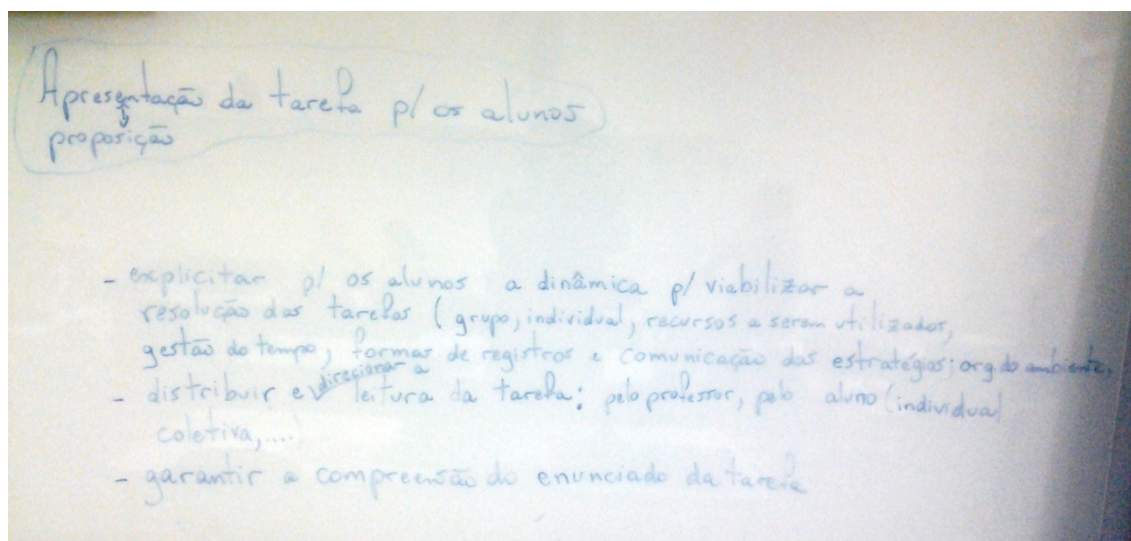 Apresentação da tarefa p/ os alunos
↓
proposição
- explicitar p/ os alunos a dinâmica p/ viabilizar a
resolução das tarefas (grupo, individual, recursos a serem utilizados,
gestão do tempo, formas de registros e comunicação das estratégias; org. do ambiente,
- distribuir e direcionar a leitura da tarefa: pelo professor, pelo aluno (individual
coletiva,....)
- garantir a compreensão do enunciado da tarefa